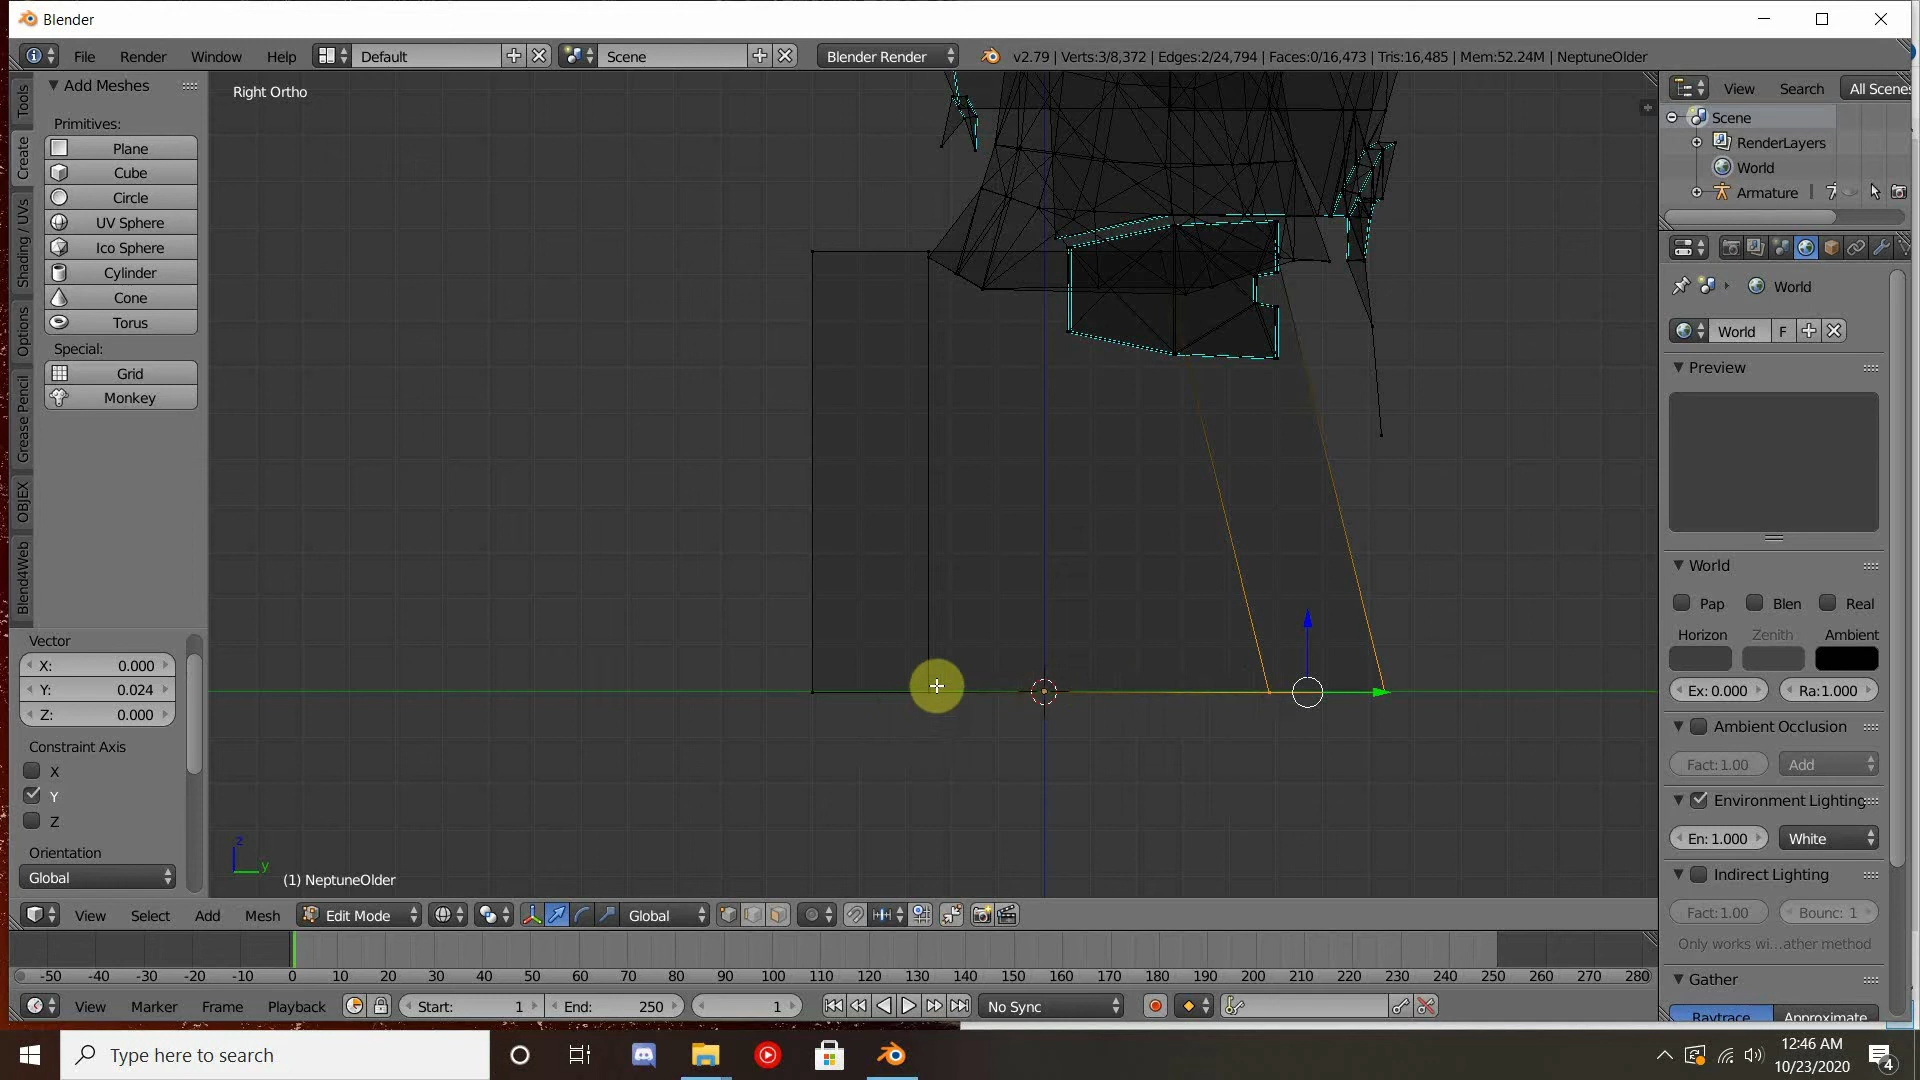 Blender
File Render Window Help Default Scene Blender Render v2.79 | Verts:3/8,372 | Edges:2/24,794 | Faces:0/16,473 | Tris:16,485 | Mem:52.24M | NeptuneOlder
Tools
Create
Shading / UVs
Options
Grease Pencil
OBJEX
Blend4Web
Add Meshes
Primitives:
Plane
Cube
Circle
UV Sphere
Ico Sphere
Cylinder
Cone
Torus
Special:
Grid
Monkey
Vector
X: 0.000
Y: 0.024
Z: 0.000
Constraint Axis
X
Y
Z
Orientation
Global
Right Ortho
z
y
(1) NeptuneOlder
View Select Add Mesh Edit Mode Global
-50 -40 -30 -20 -10 0 10 20 30 40 50 60 70 80 90 100 110 120 130 140 150 160 170 180 190 200 210 220 230 240 250 260 270 280
View Marker Frame Playback Start: 1 End: 250 1 No Sync
View Search All Scenes
Scene
RenderLayers
World
Armature
World
World F
Preview
World
Pap Blen Real
Horizon Zenith Ambient
Ex: 0.000 Ra:1.000
Ambient Occlusion
Fact: 1.00 Add
Environment Lighting
En: 1.000 White
Indirect Lighting
Fact: 1.00 Bounc: 1
Only works wi...ather method
Gather
Raytrace Approximate
Type here to search
12:46 AM
10/23/2020
4